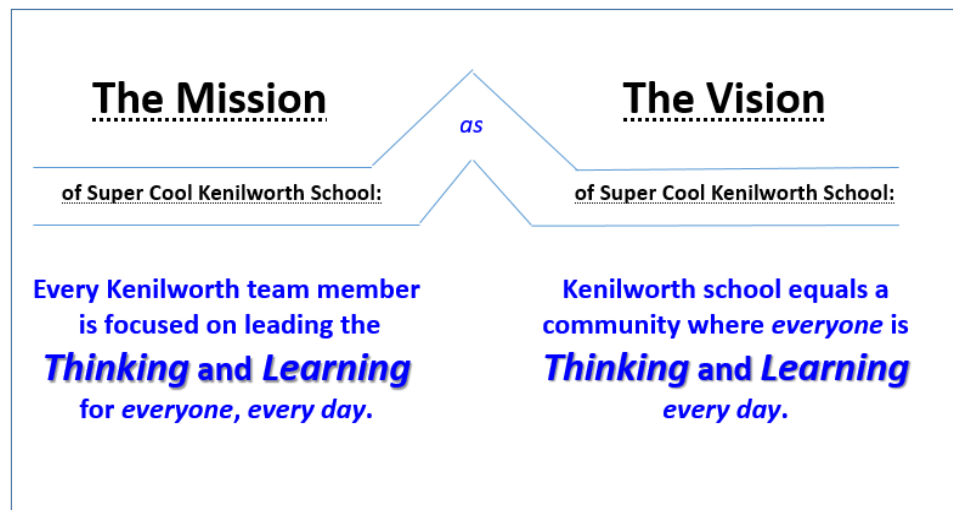 The Mission
as
The Vision
of Super Cool Kenilworth School:
of Super Cool Kenilworth School:
Every Kenilworth team member
is focused on leading the
Thinking and Learning
for everyone, every day.
Kenilworth school equals a
community where everyone is
Thinking and Learning
every day.